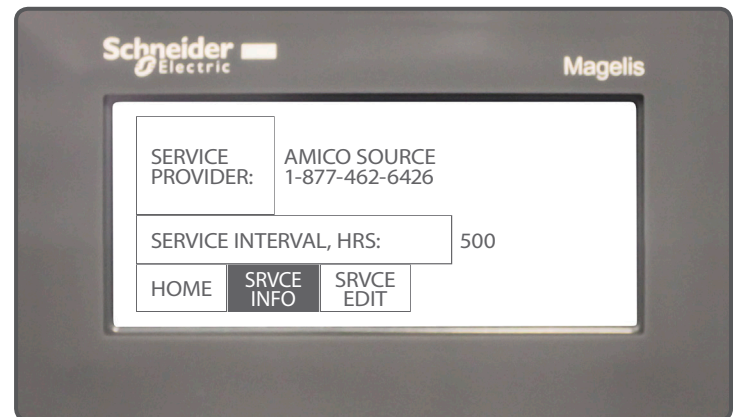 Schneider
Electric
Magelis
SERVICE
PROVIDER:
AMICO SOURCE
1-877-462-6426
SERVICE INTERVAL, HRS:
500
HOME
SRVCE
INFO
SRVCE
EDIT